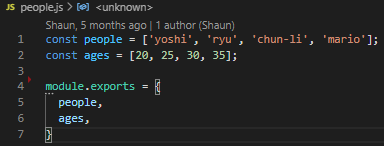 people.js > <unknown>
Shaun, 5 months ago | 1 author (Shaun)
1 const people = ['yoshi', 'ryu', 'chun-li', 'mario'];
2 const ages = [20, 25, 30, 35];
3
4 module.exports = {
5   people,
6   ages,
7 }